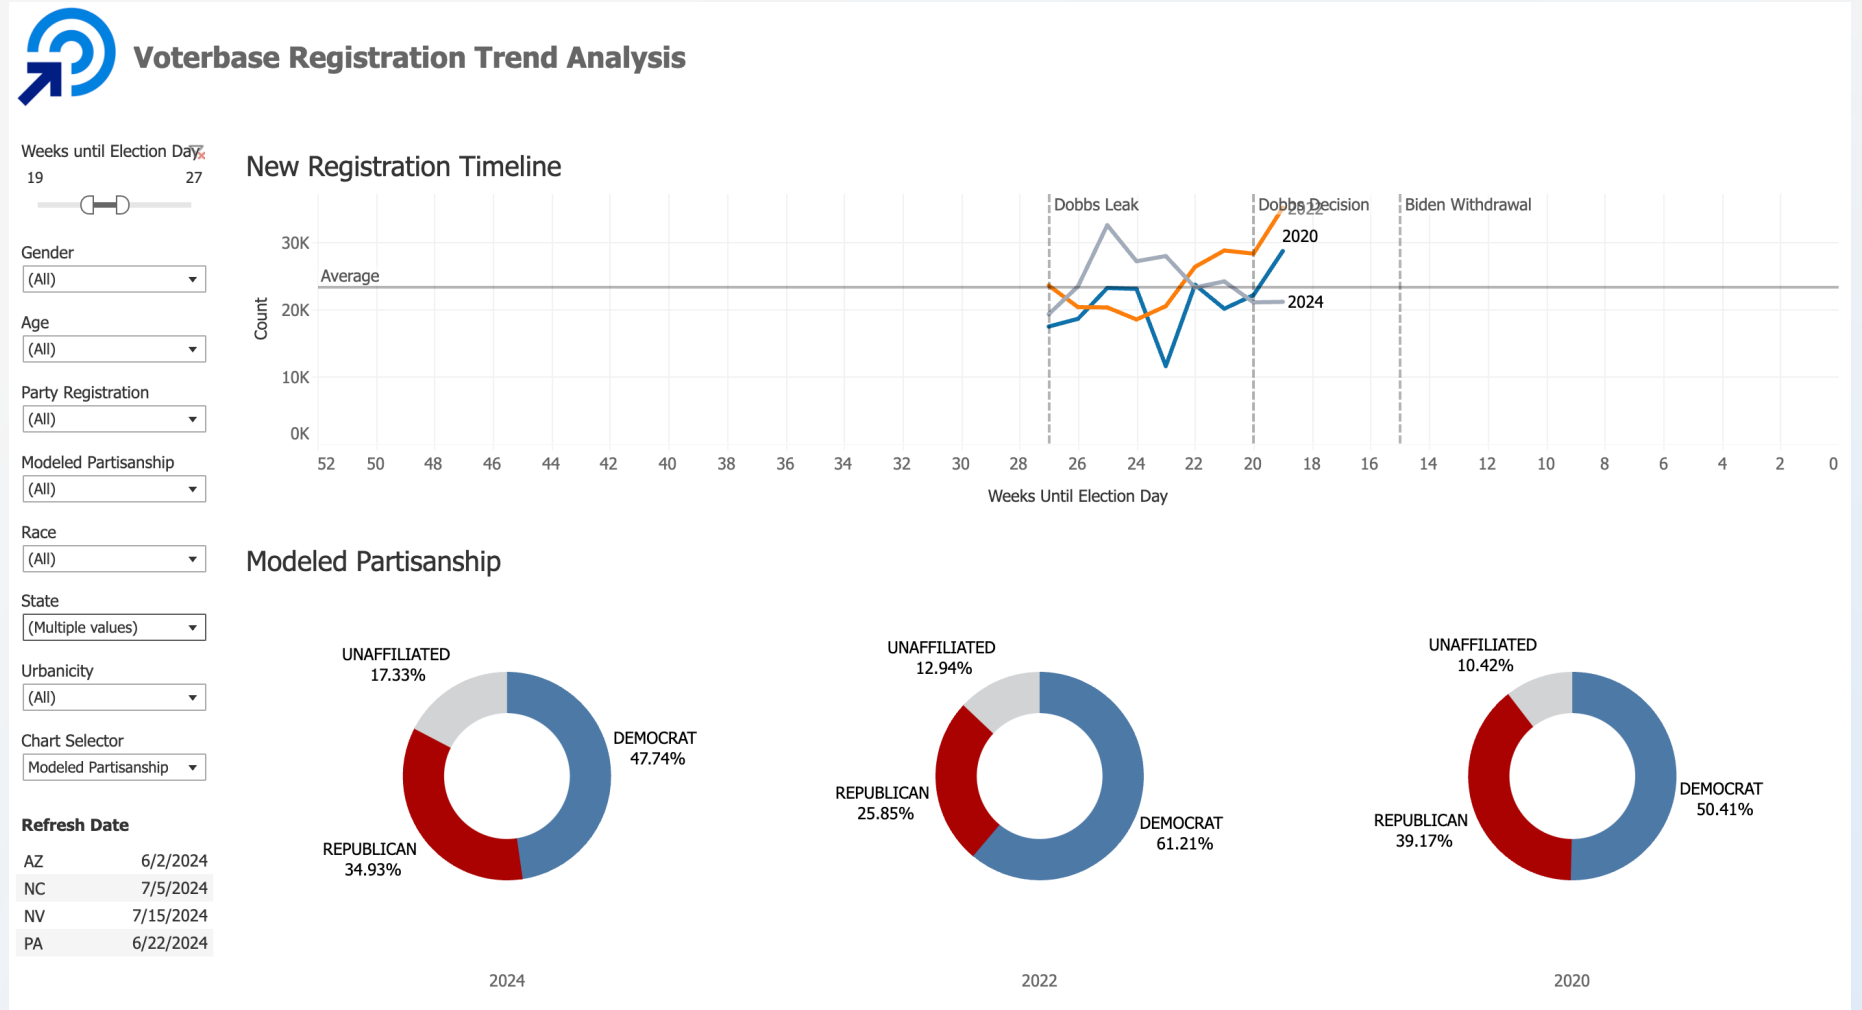 Voterbase Registration Trend Analysis
Weeks until Election Day
19 27
Gender
(All)
Age
(All)
Party Registration
(All)
Modeled Partisanship
(All)
Race
(All)
State
(Multiple values)
Urbanicity
(All)
Chart Selector
Modeled Partisanship
Refresh Date
AZ 6/2/2024
NC 7/5/2024
NV 7/15/2024
PA 6/22/2024
New Registration Timeline
Dobbs Leak
Dobbs Decision
Biden Withdrawal
2022
2020
2024
Average
Count
30K
20K
10K
0K
52 50 48 46 44 42 40 38 36 34 32 30 28 26 24 22 20 18 16 14 12 10 8 6 4 2 0
Weeks Until Election Day
Modeled Partisanship
UNAFFILIATED
17.33%
DEMOCRAT
47.74%
REPUBLICAN
34.93%
2024
UNAFFILIATED
12.94%
REPUBLICAN
25.85%
DEMOCRAT
61.21%
2022
UNAFFILIATED
10.42%
DEMOCRAT
50.41%
REPUBLICAN
39.17%
2020